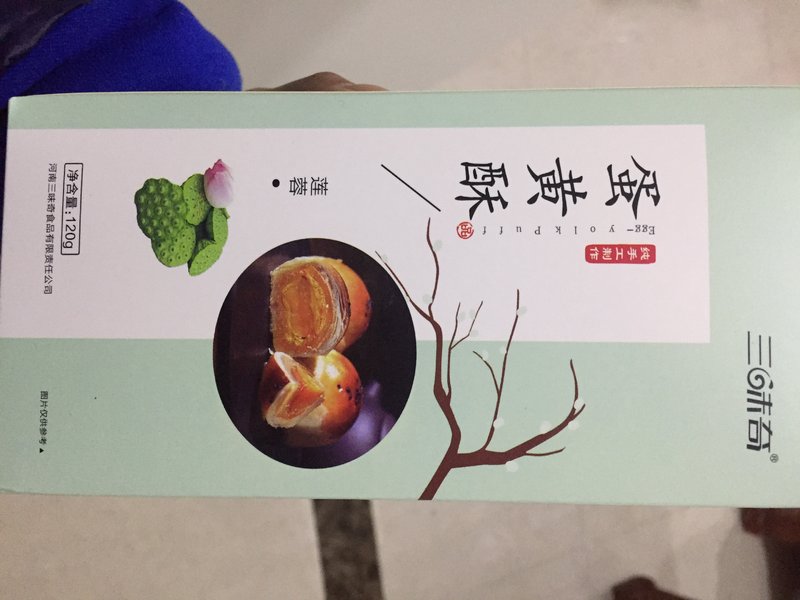 三味奇®
蛋黄酥
Egg-yolk Puff
纯手工制作
莲蓉
净含量:120g
河南三味奇食品有限责任公司
图片仅供参考▲